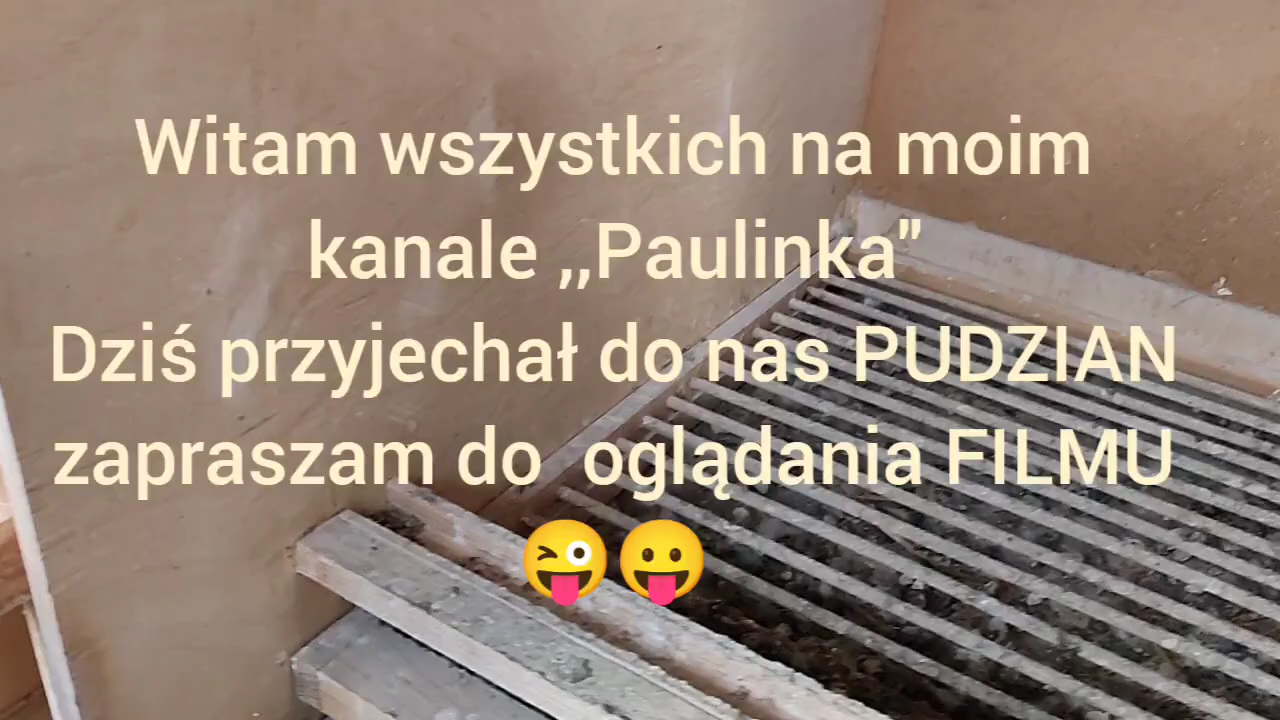 Witam wszystkich na moim
kanale ,,Paulinka"
Dziś przyjechał do nas PUDZIAN
zapraszam do  oglądania FILMU
😜😛